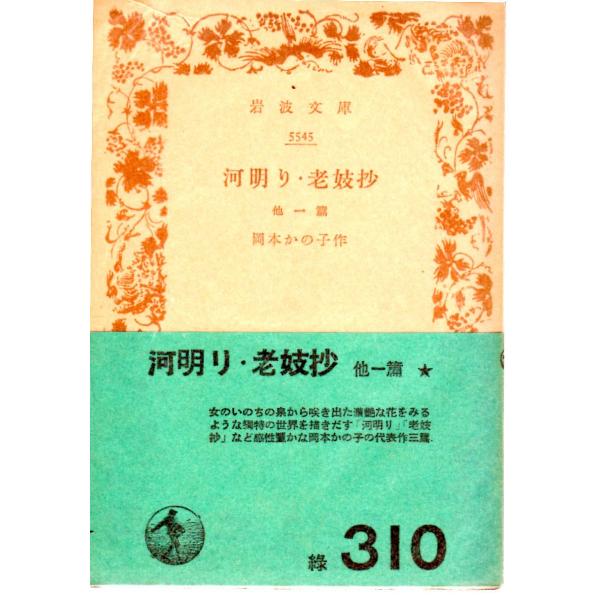 岩波文庫
5545
河明り・老妓抄
他一篇
岡本かの子作
河明り・老妓抄 他一篇 ★
女のいのちの泉から咲き出た濃艶な花をみる
ような獨特の世界を描きだす「河明り」「老妓
抄」など感性豊かな岡本かの子の代表作三篇.
綠 310